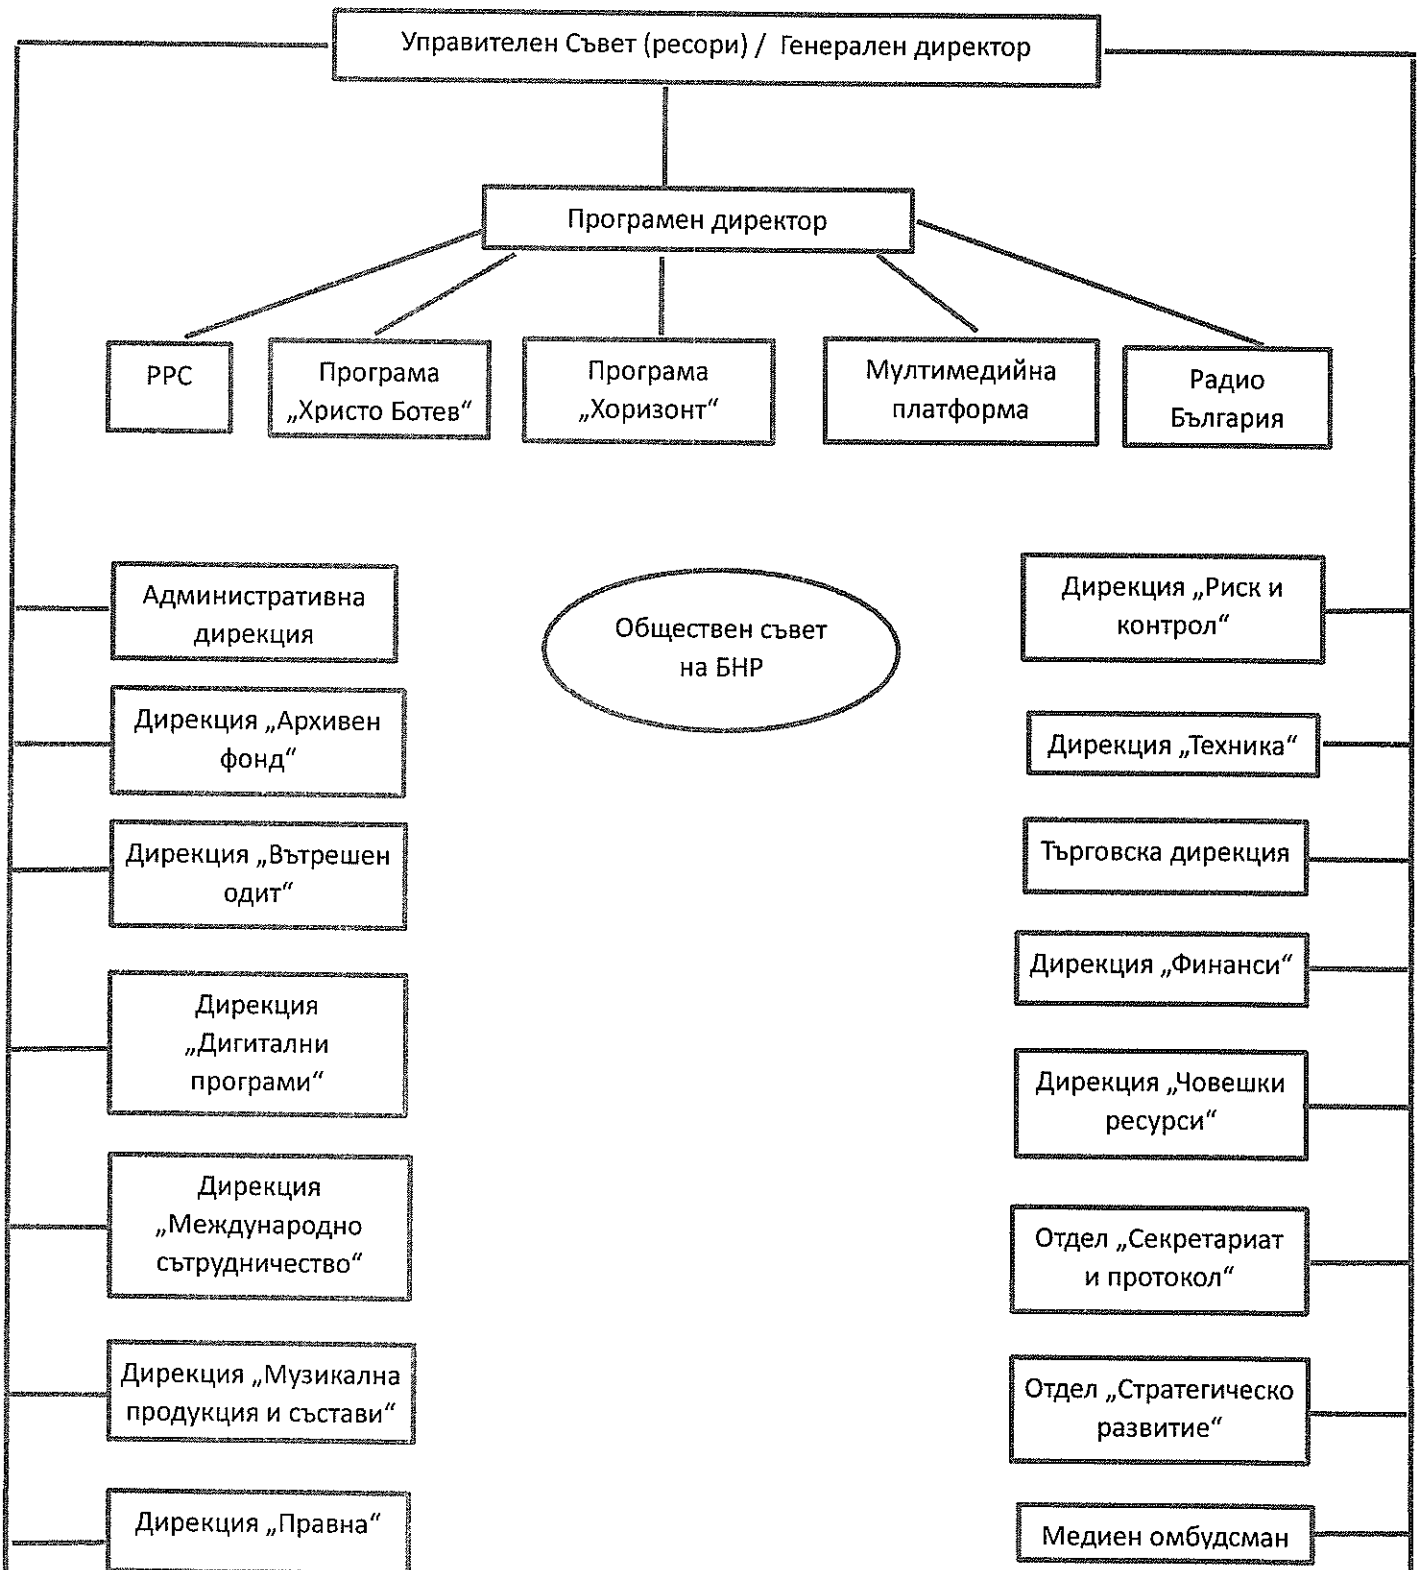 Управителен Съвет (ресори) / Генерален директор
Програмен директор
РРС
Програма
„Христо Ботев“
Програма
„Хоризонт“
Мултимедийна
платформа
Радио
България
Административна
дирекция
Дирекция „Архивен
фонд“
Дирекция „Вътрешен
одит“
Дирекция
„Дигитални
програми“
Дирекция
„Международно
сътрудничество“
Дирекция „Музикална
продукция и състави“
Дирекция „Правна“
Обществен съвет
на БНР
Дирекция „Риск и
контрол“
Дирекция „Техника“
Търговска дирекция
Дирекция „Финанси“
Дирекция „Човешки
ресурси“
Отдел „Секретариат
и протокол“
Отдел „Стратегическо
развитие“
Медиен омбудсман